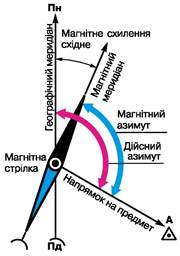 Пн
Магнітне схилення
східне
Географічний меридіан
Магнітний
меридіан
Магнітний
азимут
Дійсний
азимут
Магнітна
стрілка
Напрямок на предмет
А
Пд